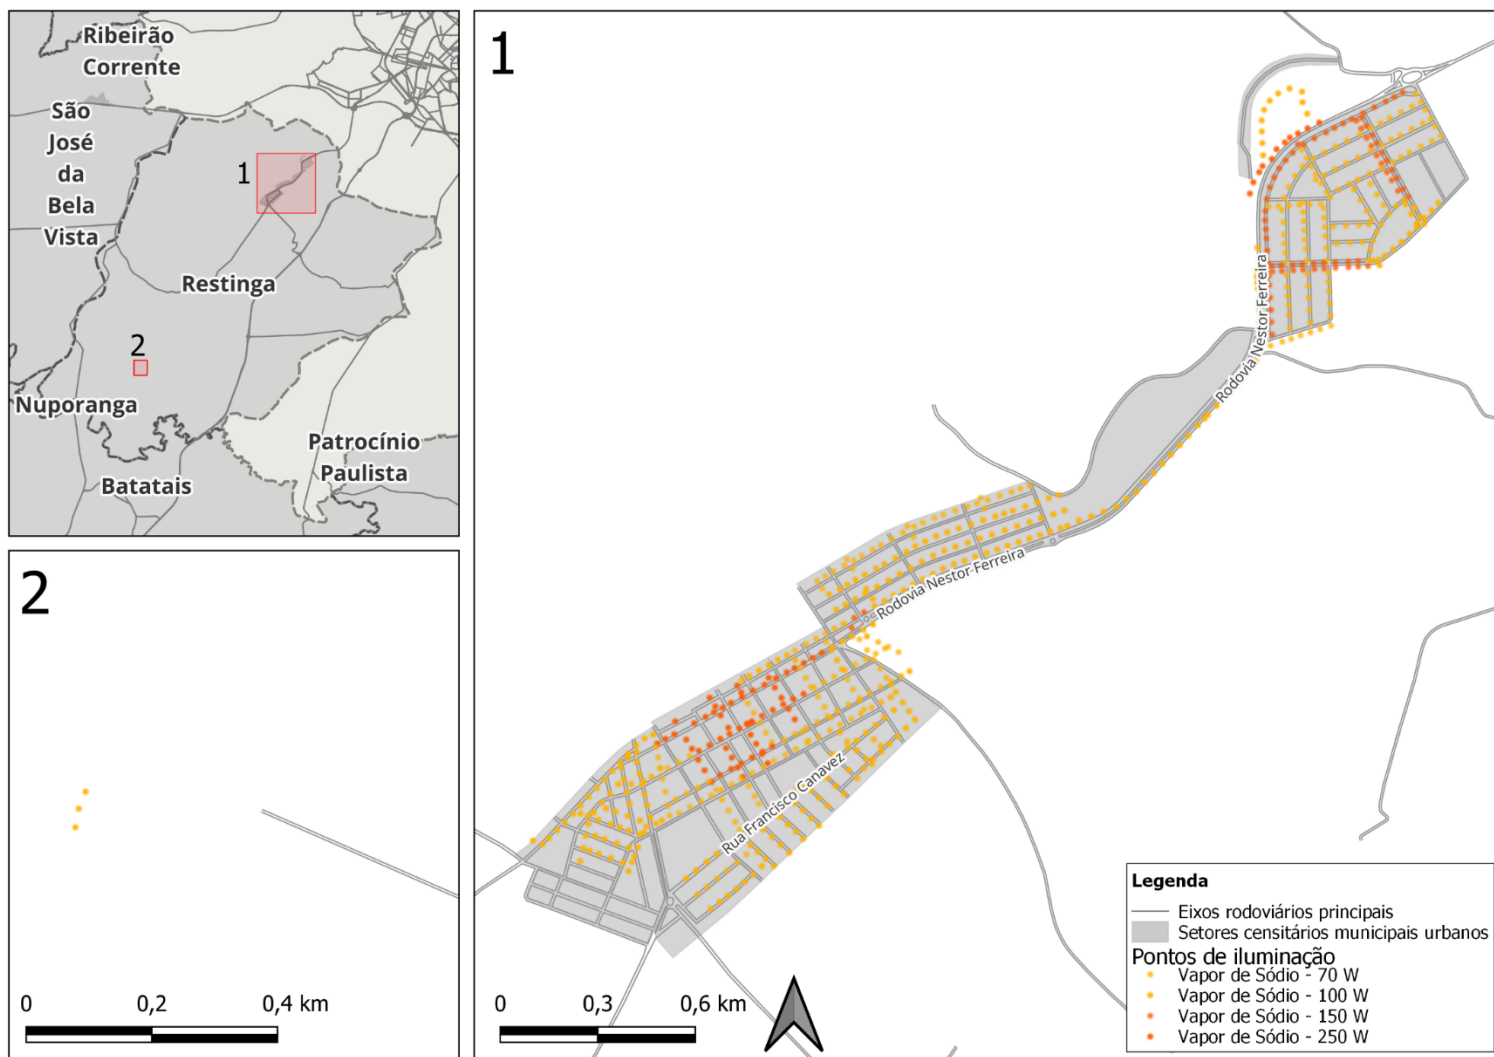 Ribeirão
Corrente
São
José
da
Bela
Vista
1
Restinga
2
Nuporanga
Patrocínio
Paulista
Batatais
2
0
0,2
0,4 km
1
Rodovia Nestor Ferreira
Rodovia Nestor Ferreira
Rodovia Nestor Ferreira
Rua Francisco Canavez
0
0,3
0,6 km
Legenda
Eixos rodoviários principais
Setores censitários municipais urbanos
Pontos de iluminação
Vapor de Sódio - 70 W
Vapor de Sódio - 100 W
Vapor de Sódio - 150 W
Vapor de Sódio - 250 W